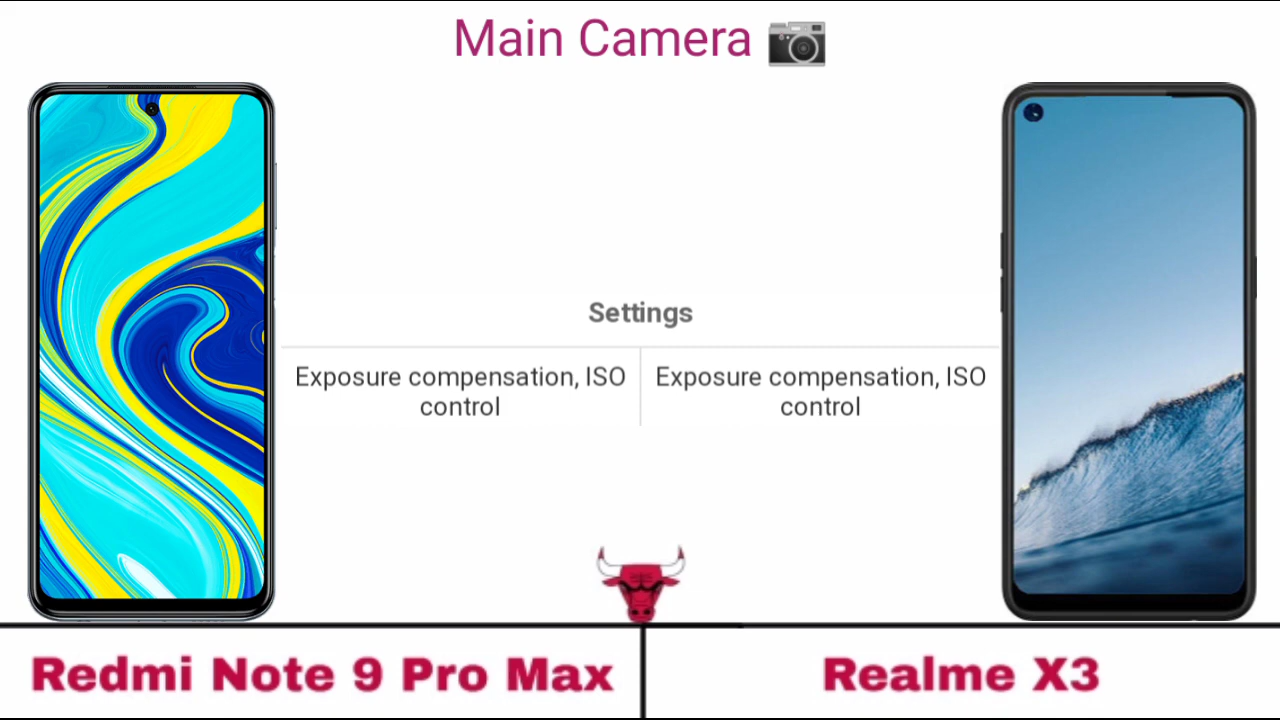 Main Camera
Settings
Exposure compensation, ISO control
Exposure compensation, ISO control
Redmi Note 9 Pro Max
Realme X3